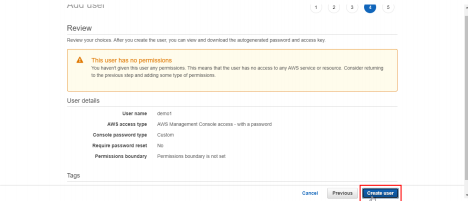 Add user
1 2 3 4 5
Review
Review your choices. After you create the user, you can view and download the autogenerated password and access key.
This user has no permissions
You haven't given this user any permissions. This means that the user has no access to any AWS service or resource. Consider returning
to the previous step and adding some type of permissions.
User details
User name demo1
AWS access type AWS Management Console access - with a password
Console password type Custom
Require password reset No
Permissions boundary Permissions boundary is not set
Tags
Cancel Previous Create user